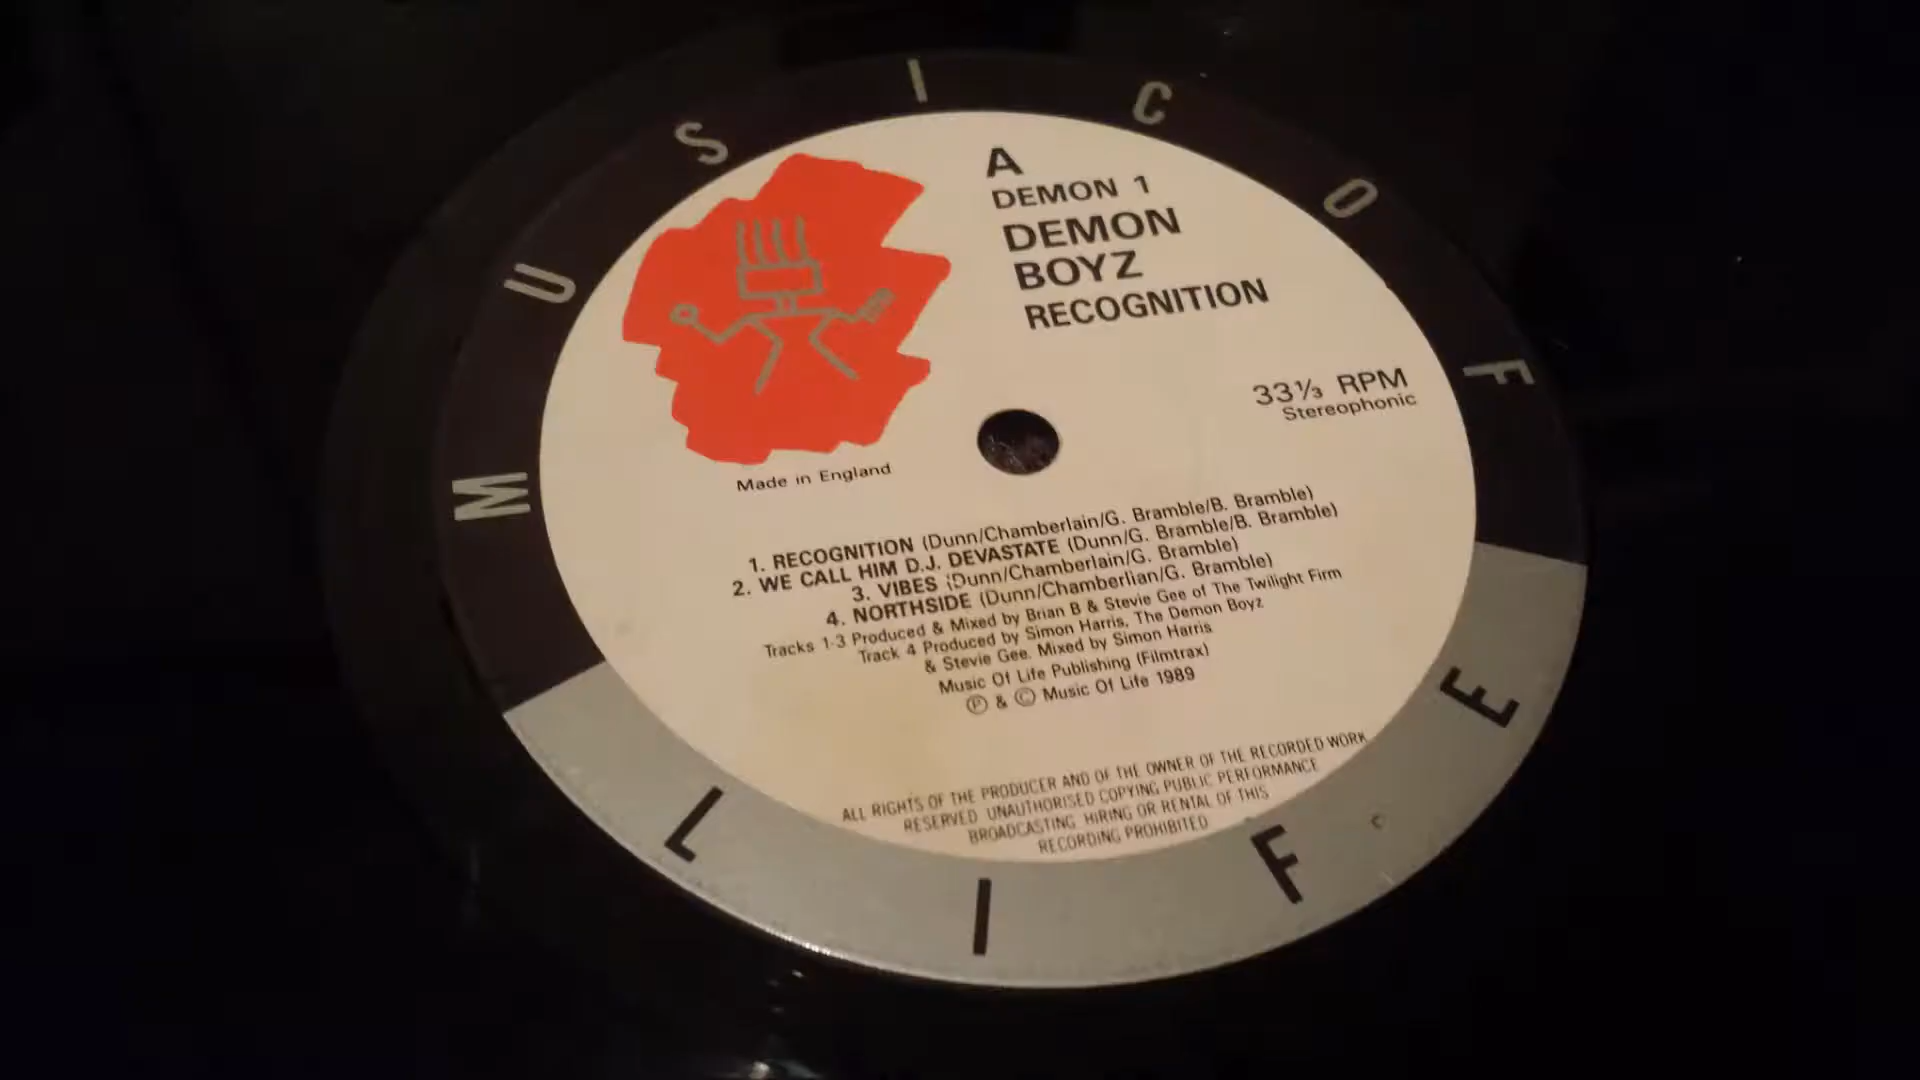 MUSIC OF
LIFE
A
DEMON 1
DEMON
BOYZ
RECOGNITION
33⅓ RPM
Stereophonic
Made in England
1. RECOGNITION (Dunn/Chamberlain/G. Bramble/B. Bramble)
2. WE CALL HIM D.J. DEVASTATE (Dunn/G. Bramble/B. Bramble)
3. VIBES (Dunn/Chamberlain/G. Bramble)
4. NORTHSIDE (Dunn/Chamberlian/G. Bramble)
Tracks 1-3 Produced & Mixed by Brian B & Stevie Gee of The Twilight Firm
Track 4 Produced by Simon Harris, The Demon Boyz
& Stevie Gee. Mixed by Simon Harris
Music Of Life Publishing (Filmtrax)
Ⓟ & Ⓒ Music Of Life 1989
ALL RIGHTS OF THE PRODUCER AND OF THE OWNER OF THE RECORDED WORK
RESERVED UNAUTHORISED COPYING PUBLIC PERFORMANCE
BROADCASTING HIRING OR RENTAL OF THIS
RECORDING PROHIBITED